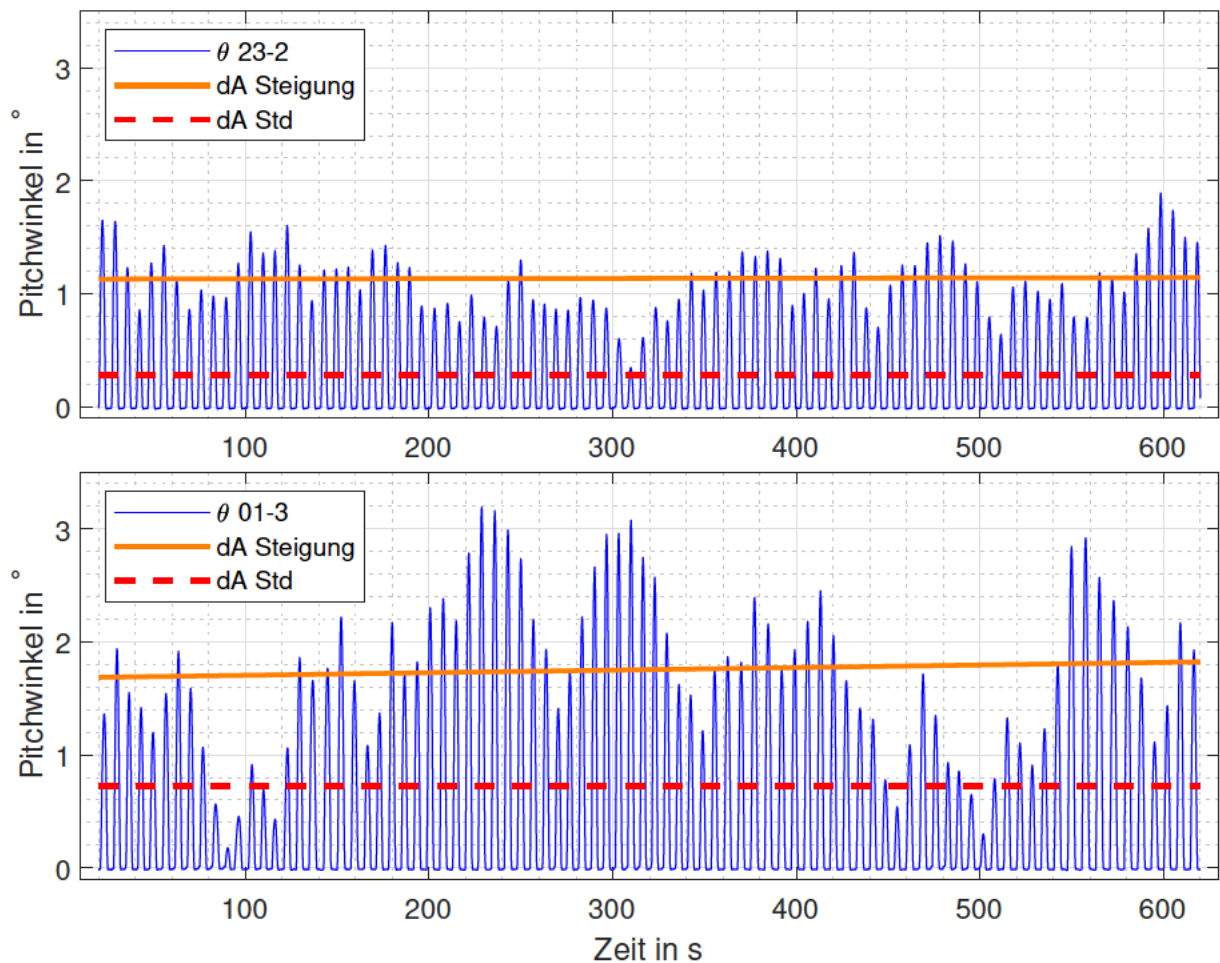 θ 23-2
dA Steigung
dA Std
Pitchwinkel in °
3
2
1
0
100 200 300 400 500 600
θ 01-3
dA Steigung
dA Std
Pitchwinkel in °
3
2
1
0
100 200 300 400 500 600
Zeit in s